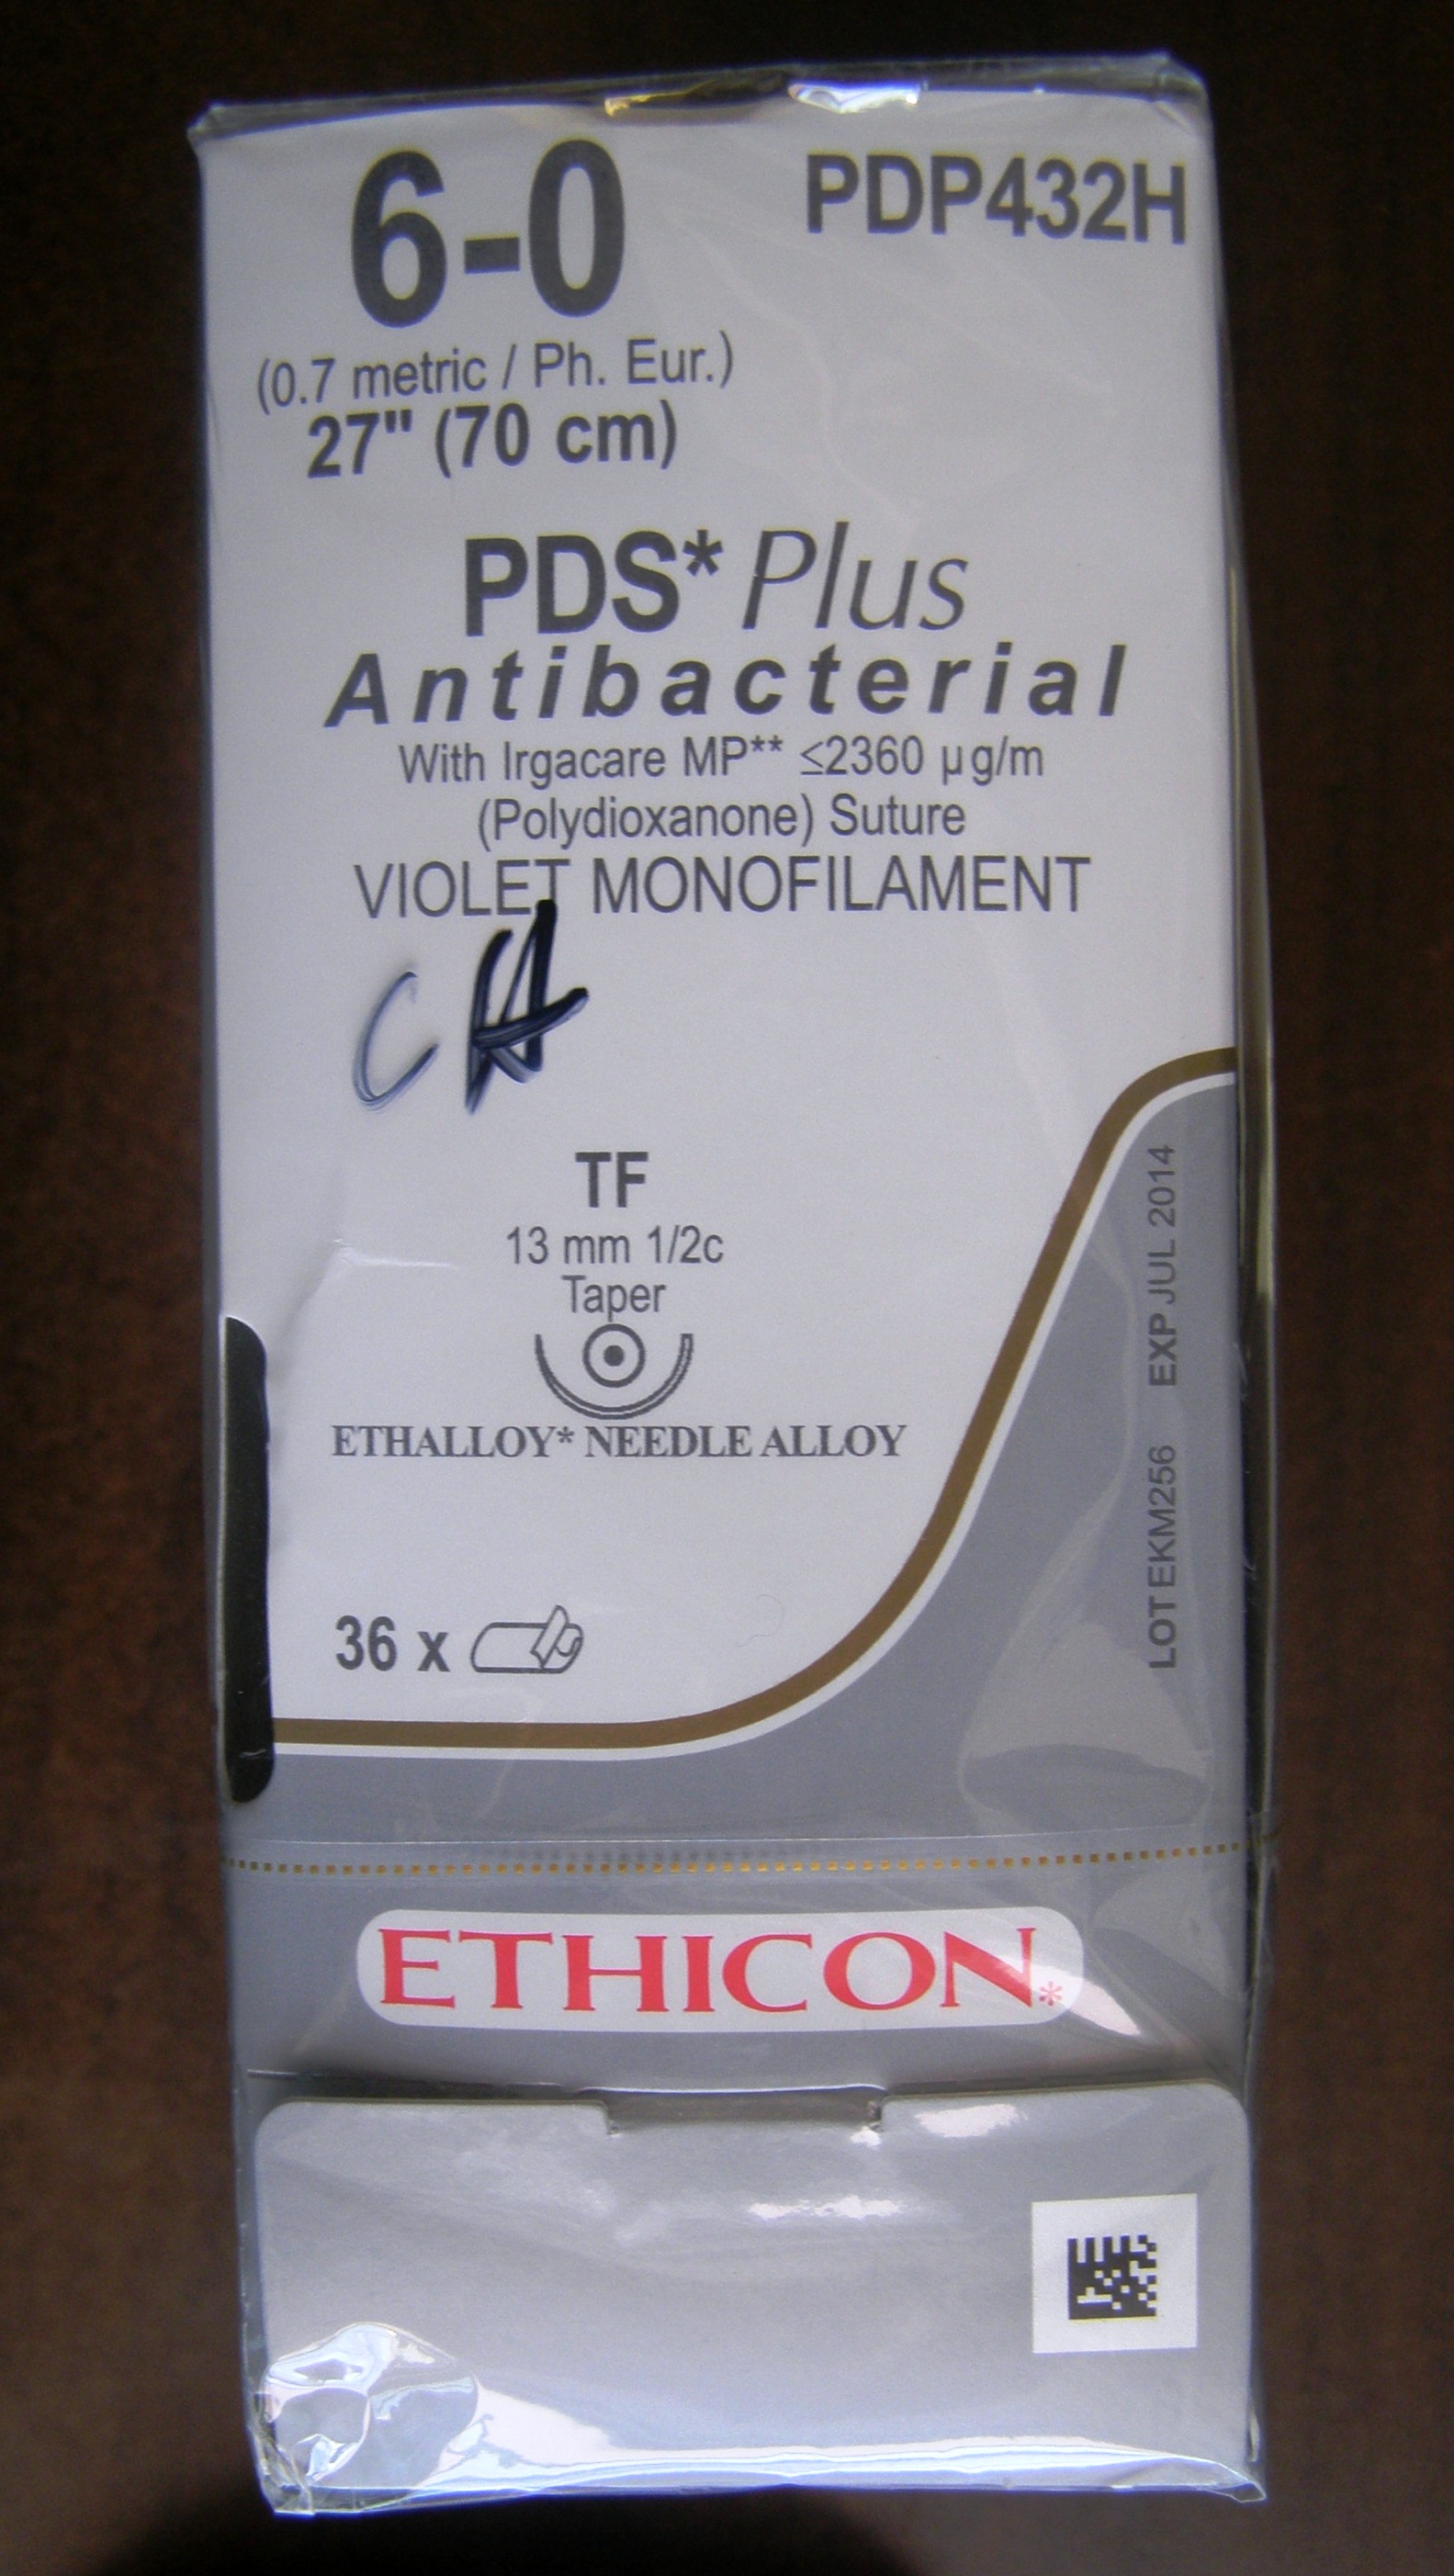 6-0
PDP432H
(0.7 metric / Ph. Eur.)
27" (70 cm)
PDS* Plus
Antibacterial
With Irgacare MP** ≤2360 µg/m
(Polydioxanone) Suture
VIOLET MONOFILAMENT
CH
TF
13 mm 1/2c
Taper
ETHALLOY* NEEDLE ALLOY
36 x
LOT EKM256 EXP JUL 2014
ETHICON*